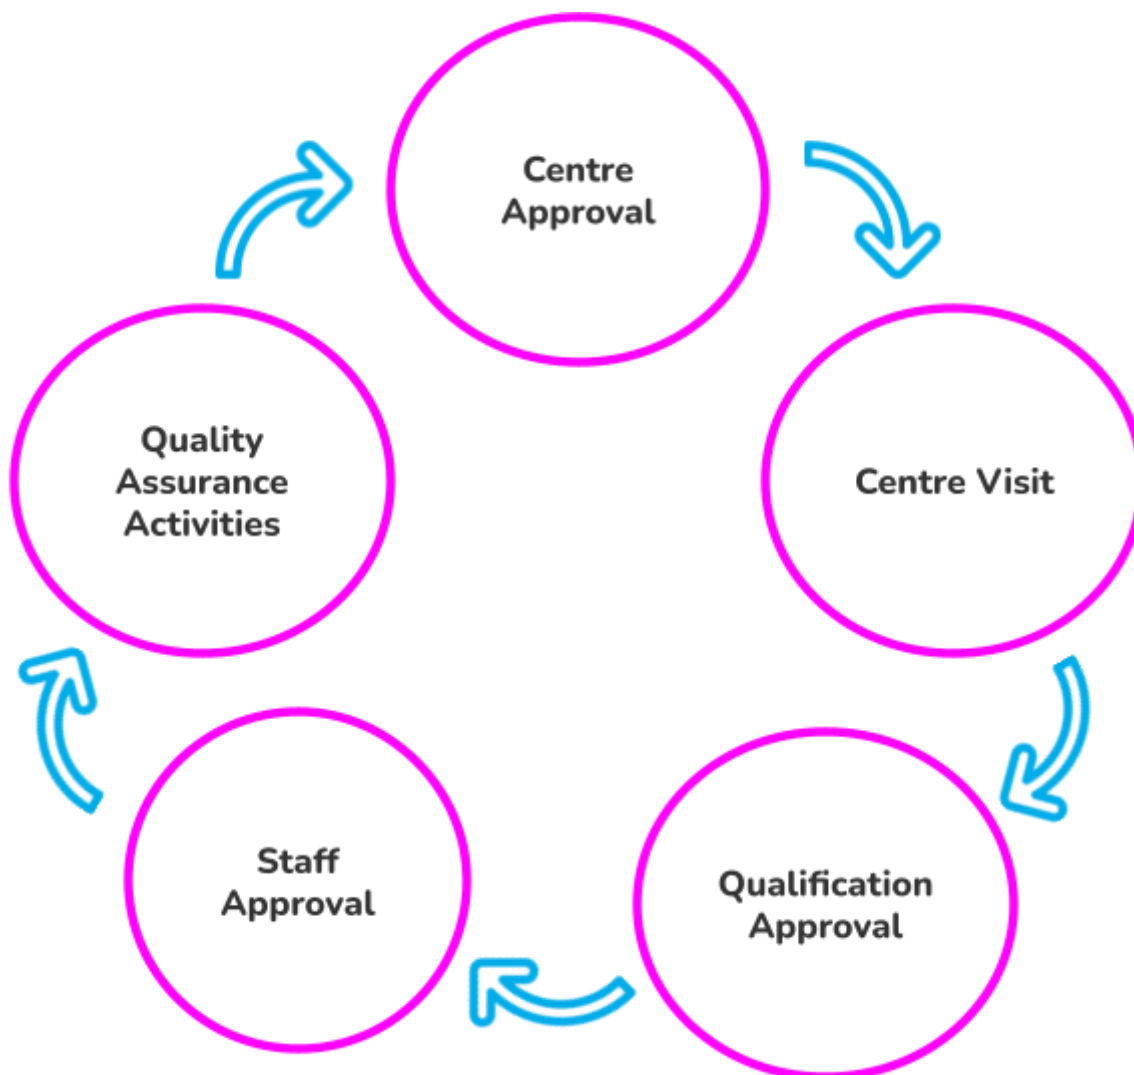 Centre
Approval
Centre Visit
Qualification
Approval
Staff
Approval
Quality
Assurance
Activities